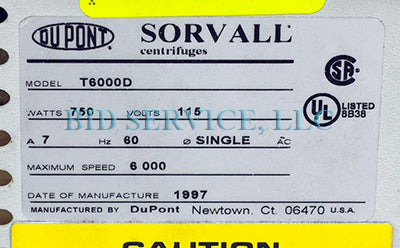 DU PONT SORVALL
centrifuges
MODEL T6000D
WATTS 750 VOLTS 115
BID SERVICE, LLC
A 7 Hz 60 ø SINGLE AC
MAXIMUM SPEED 6 000
DATE OF MANUFACTURE 1997
MANUFACTURED BY DuPont Newtown, Ct. 06470 U.S.A.
SA
UL LISTED
8B38
CAUTION